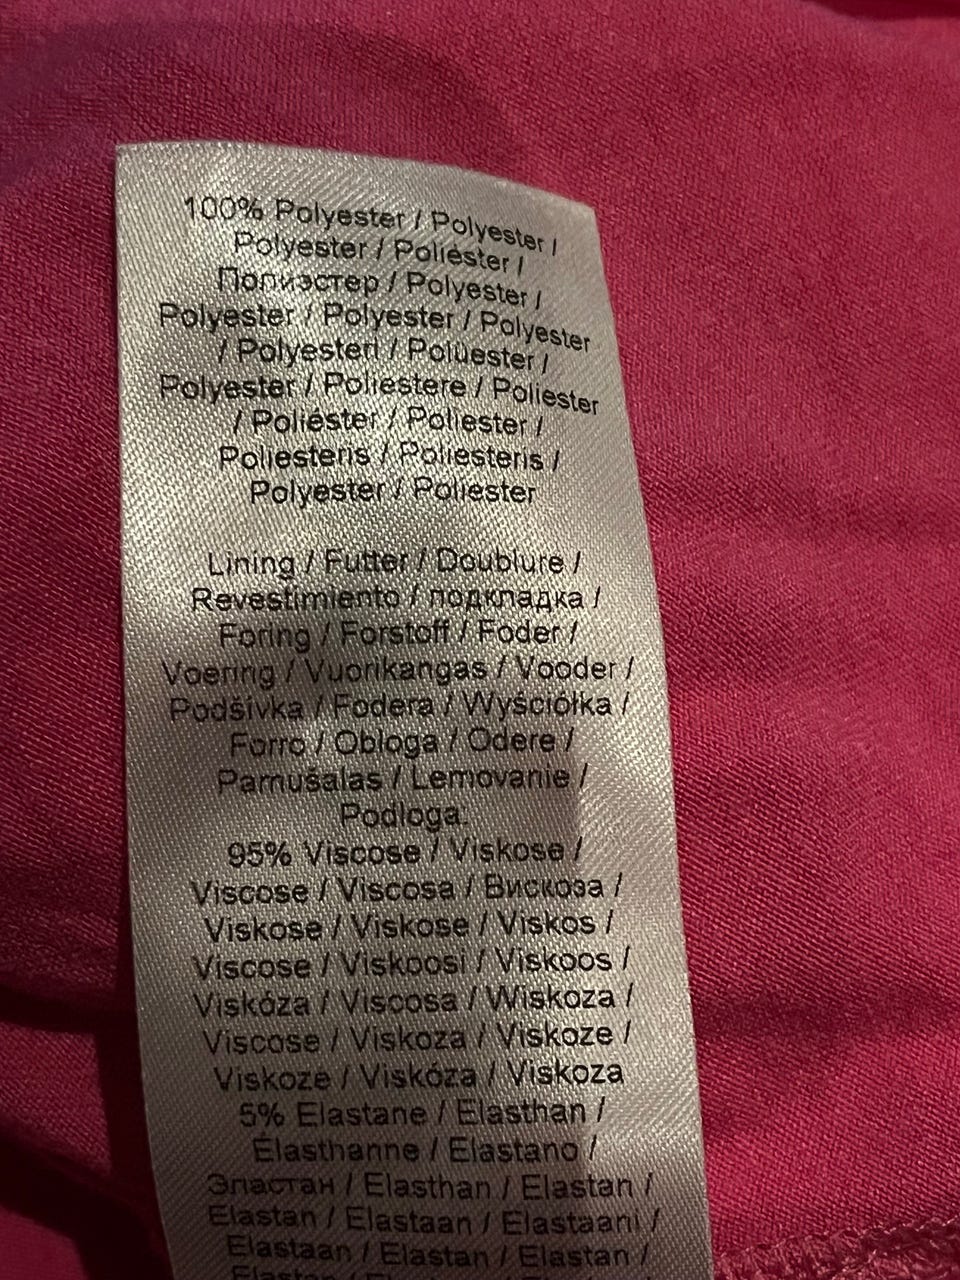 100% Polyester / Polyester /
Polyester / Poliéster /
Полиэстер / Polyester /
Polyester / Polyester / Polyester
/ Polyesteri / Polüester /
Polyester / Poliestere / Poliester
/ Poliéster / Poliester /
Poliesteris / Poliesteris /
Polyester / Poliester
Lining / Futter / Doublure /
Revestimiento / подкладка /
Foring / Forstoff / Foder /
Voering / Vuorikangas / Vooder /
Podšívka / Fodera / Wyściółka /
Forro / Obloga / Odere /
Pamušalas / Lemovanie /
Podloga:
95% Viscose / Viskose /
Viscose / Viscosa / Вискоза /
Viskose / Viskose / Viskos /
Viscose / Viskoosi / Viskoos /
Viskóza / Viscosa / Wiskoza /
Viscose / Viskoza / Viskoze /
Viskoze / Viskóza / Viskoza
5% Elastane / Elasthan /
Élasthanne / Elastano /
Эластан / Elasthan / Elastan /
Elastan / Elastaan / Elastaani /
Elastaan / Elastan / Elastan /